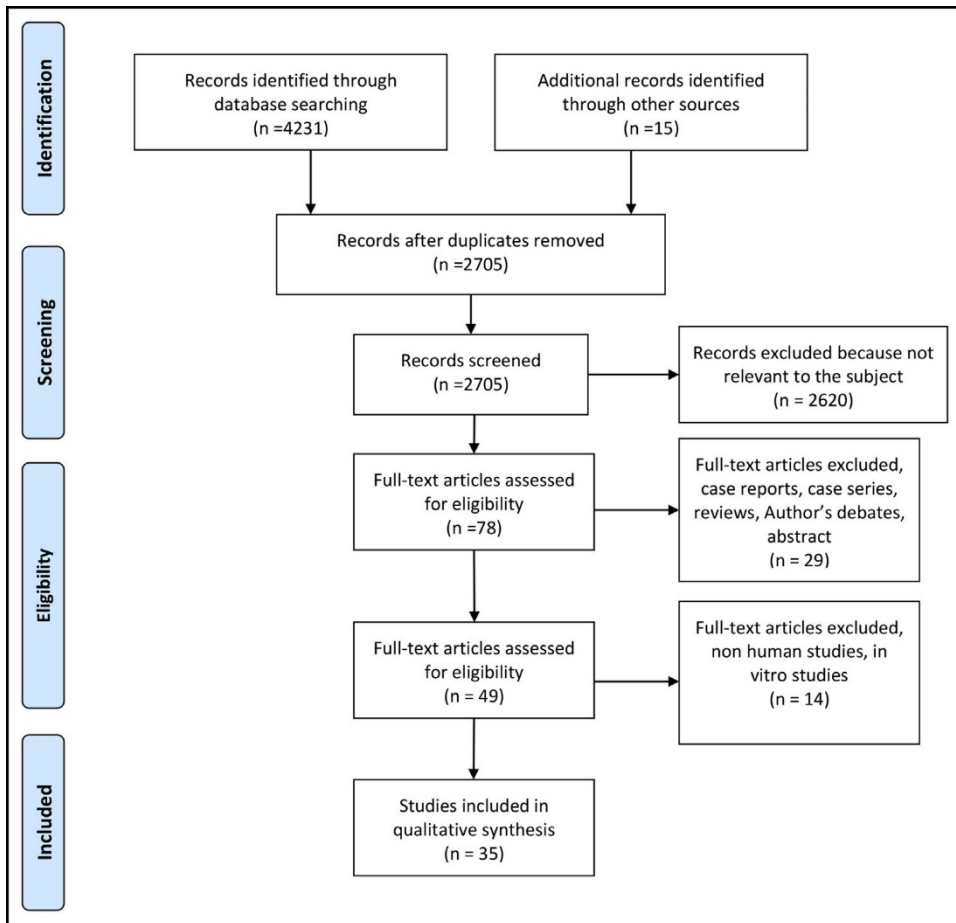 Identification
Records identified through
database searching
(n =4231)
Additional records identified
through other sources
(n =15)
Records after duplicates removed
(n =2705)
Screening
Records screened
(n =2705)
Records excluded because not
relevant to the subject
(n = 2620)
Eligibility
Full-text articles assessed
for eligibility
(n =78)
Full-text articles excluded,
case reports, case series,
reviews, Author's debates,
abstract
(n = 29)
Full-text articles assessed
for eligibility
(n = 49)
Full-text articles excluded,
non human studies, in
vitro studies
(n = 14)
Included
Studies included in
qualitative synthesis
(n = 35)